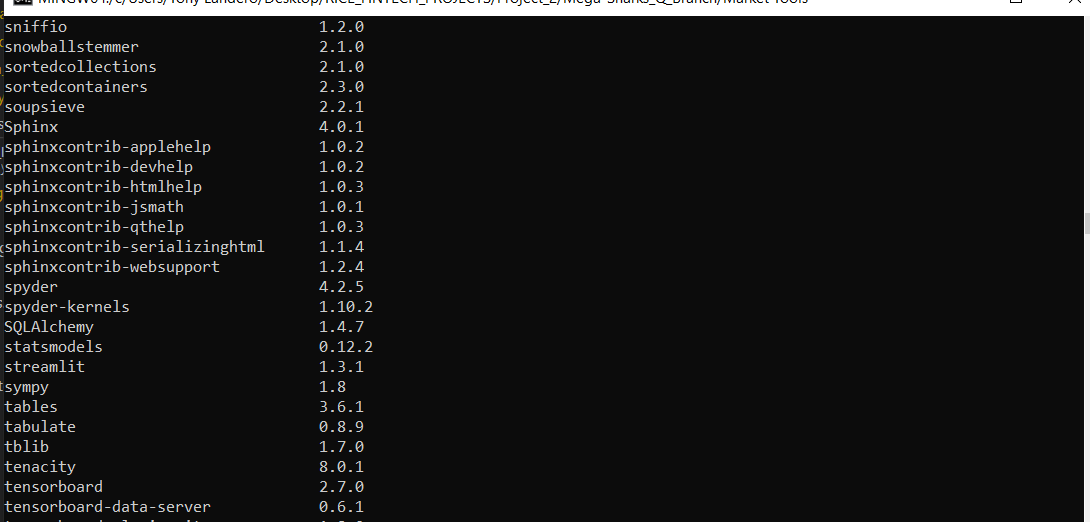 MINGW64:/c/Users/Tony Landero/Desktop/RICE_FINTECH_PROJECTS/Project_2/Mega-Sharks_Q_Branch/Market Tools
sniffio 1.2.0
snowballstemmer 2.1.0
sortedcollections 2.1.0
sortedcontainers 2.3.0
soupsieve 2.2.1
Sphinx 4.0.1
sphinxcontrib-applehelp 1.0.2
sphinxcontrib-devhelp 1.0.2
sphinxcontrib-htmlhelp 1.0.3
sphinxcontrib-jsmath 1.0.1
sphinxcontrib-qthelp 1.0.3
sphinxcontrib-serializinghtml 1.1.4
sphinxcontrib-websupport 1.2.4
spyder 4.2.5
spyder-kernels 1.10.2
SQLAlchemy 1.4.7
statsmodels 0.12.2
streamlit 1.3.1
sympy 1.8
tables 3.6.1
tabulate 0.8.9
tblib 1.7.0
tenacity 8.0.1
tensorboard 2.7.0
tensorboard-data-server 0.6.1